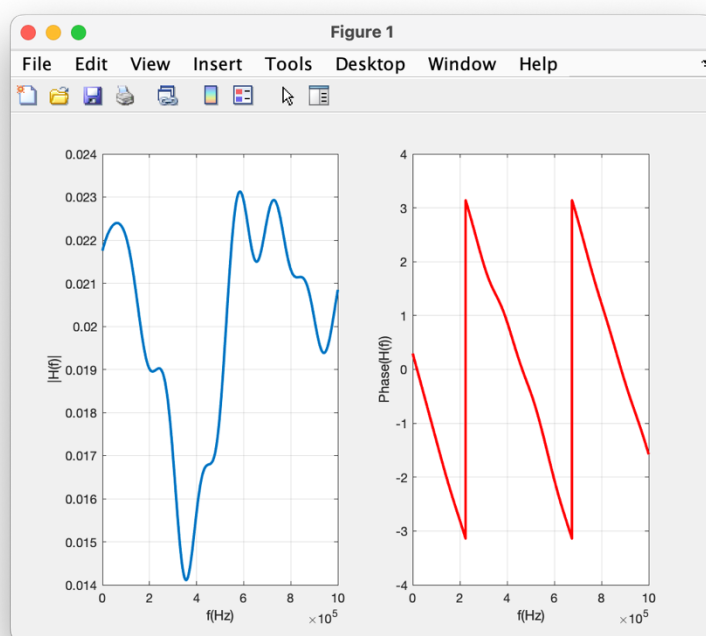 Figure 1
File Edit View Insert Tools Desktop Window Help
0.024
0.023
0.022
0.021
0.02
0.019
0.018
0.017
0.016
0.015
0.014
|H(f)|
0 2 4 6 8 10
f(Hz)
×10^5
4
3
2
1
0
-1
-2
-3
-4
Phase(H(f))
0 2 4 6 8 10
f(Hz)
×10^5